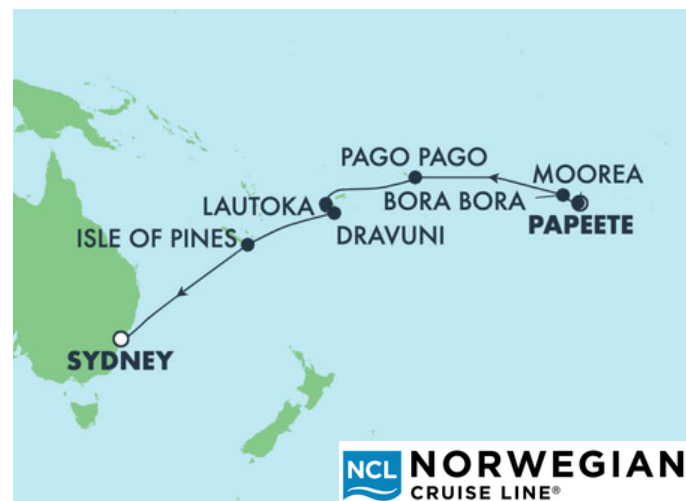 PAGO PAGO
MOOREA
BORA BORA
PAPEETE
LAUTOKA
DRAVUNI
ISLE OF PINES
SYDNEY
NCL NORWEGIAN
CRUISE LINE®